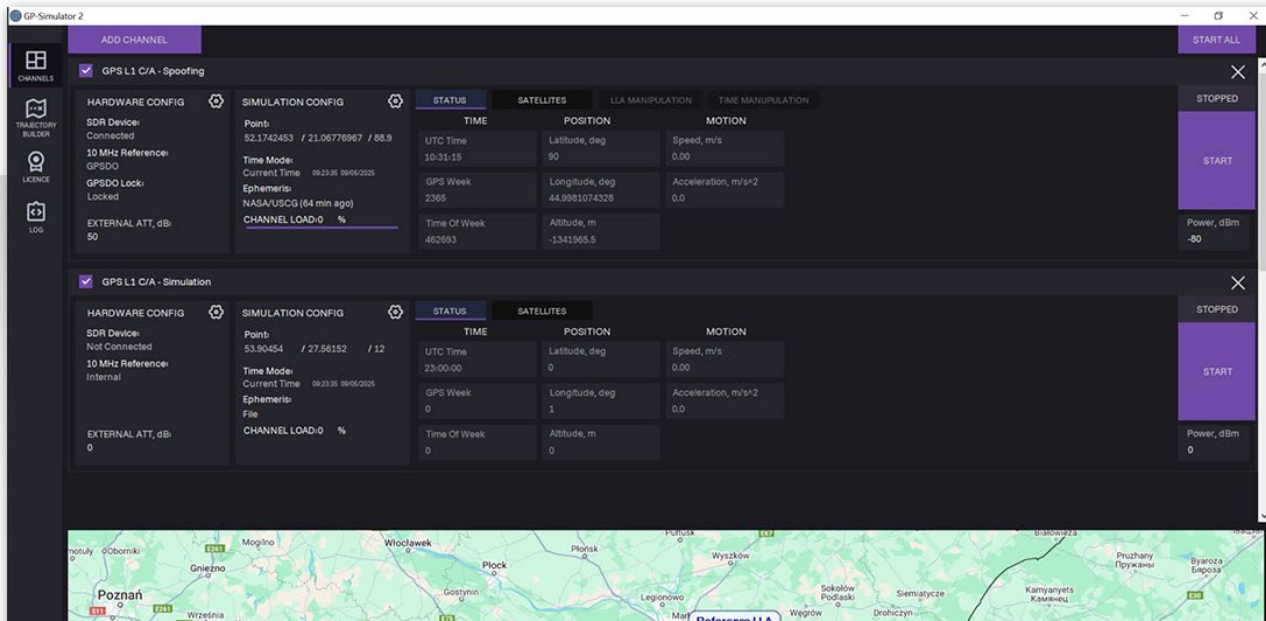 GP-Simulator 2
ADD CHANNEL
START ALL
CHANNELS
TRAJECTORY
BUILDER
LICENCE
LOG
GPS L1 C/A - Spoofing
HARDWARE CONFIG
SDR Device:
Connected
10 MHz Reference:
GPSDO
GPSDO Lock:
Locked
EXTERNAL ATT, dB:
50
SIMULATION CONFIG
Point:
52.1742453 / 21.06776967 / 88.9
Time Mode:
Current Time 09:23:35 09/05/2025
Ephemeris:
NASA/USCG (64 min ago)
CHANNEL LOAD:0 %
STATUS SATELLITES LLA MANIPULATION TIME MANUPULATION
TIME POSITION MOTION
UTC Time Latitude, deg Speed, m/s
10:31:15 90 0.00
GPS Week Longitude, deg Acceleration, m/s^2
2365 44.9981074328 0.0
Time Of Week Altitude, m
462693 -1341965.5
STOPPED
START
Power, dBm
-80
GPS L1 C/A - Simulation
HARDWARE CONFIG
SDR Device:
Not Connected
10 MHz Reference:
Internal
EXTERNAL ATT, dB:
0
SIMULATION CONFIG
Point:
53.90454 / 27.56152 / 12
Time Mode:
Current Time 09:23:35 09/05/2025
Ephemeris:
File
CHANNEL LOAD:0 %
STATUS SATELLITES
TIME POSITION MOTION
UTC Time Latitude, deg Speed, m/s
23:00:00 0 0.00
GPS Week Longitude, deg Acceleration, m/s^2
0 1 0.0
Time Of Week Altitude, m
0 0
STOPPED
START
Power, dBm
0
Oborniki
E261
Mogilno
Włocławek
Płońsk
Wyszków
Gniezno
Płock
Pruzhany
Пружаны
Byaroza
Бяроза
Poznań
S11
E261
Września
Gostynin
E75
Legionowo
Reference LLA
Sokołów
Podlaski
Węgrów
Siemiatycze
Drohiczyn
Kamyanyets
Камянец
E30